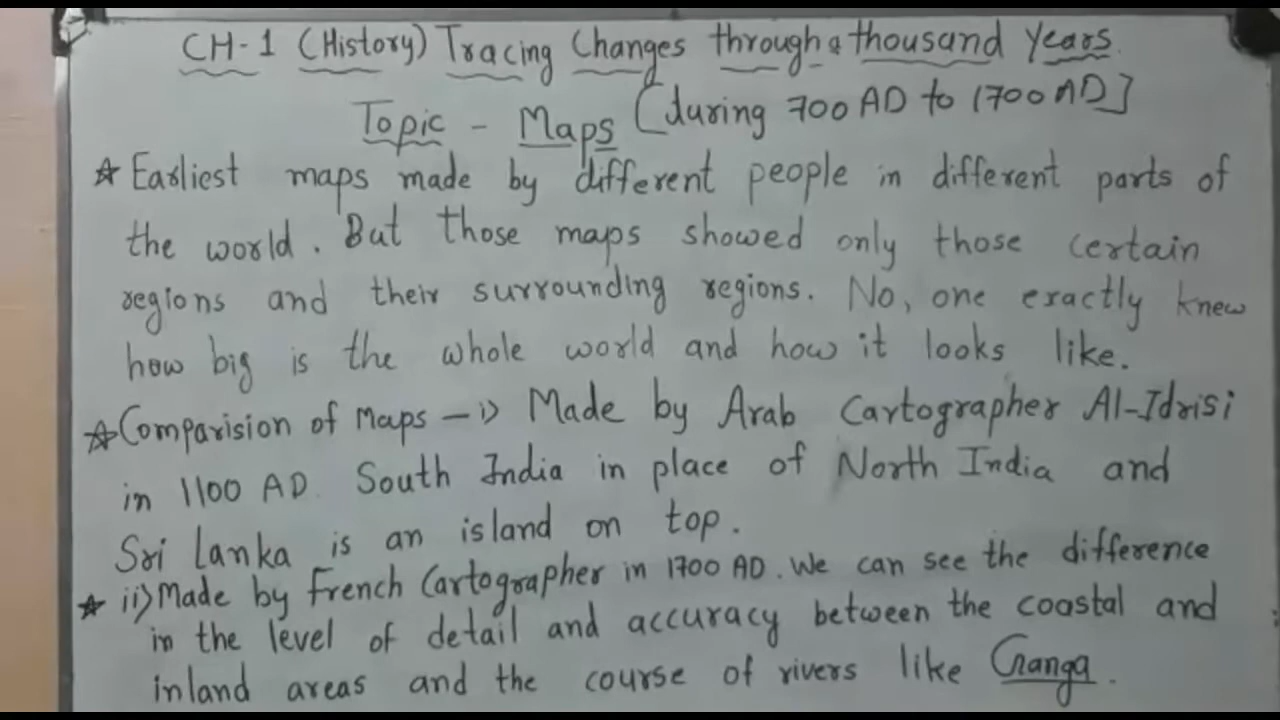 CH-1 (History) Tracing Changes through a thousand Years.
Topic - Maps (during 700 AD to 1700 AD]
☆ Earliest maps made by different people in different parts of
the world. But those maps showed only those certain
regions and their surrounding regions. No, one exactly knew
how big is the whole world and how it looks like.
☆ Comparision of Maps - i> Made by Arab Cartographer Al-Idrisi
in 1100 AD. South India in place of North India and
Sri Lanka is an island on top.
☆ ii) Made by French Cartographer in 1700 AD. We can see the difference
in the level of detail and accuracy between the coastal and
inland areas and the course of rivers like Ganga.